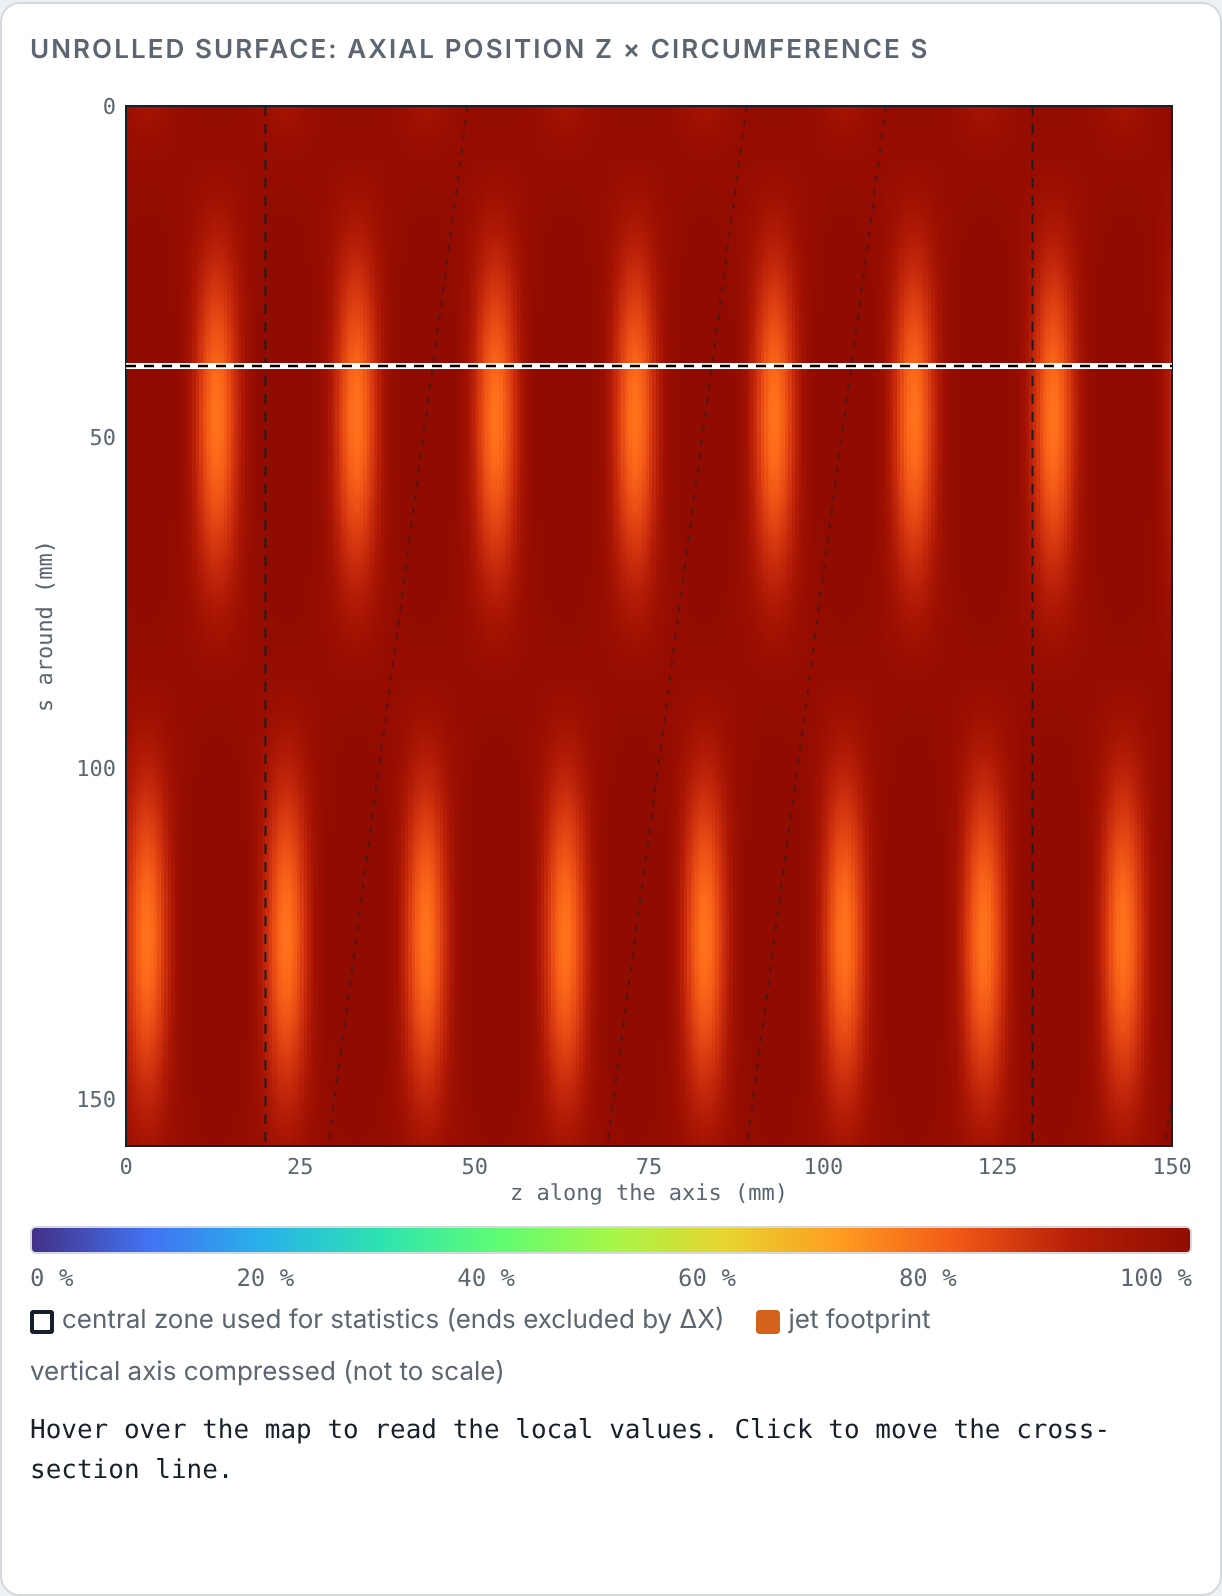 UNROLLED SURFACE: AXIAL POSITION Z × CIRCUMFERENCE S
0
50
100
150
s around (mm)
0 25 50 75 100 125 150
z along the axis (mm)
0 % 20 % 40 % 60 % 80 % 100 %
central zone used for statistics (ends excluded by ΔX) jet footprint
vertical axis compressed (not to scale)
Hover over the map to read the local values. Click to move the cross-
section line.